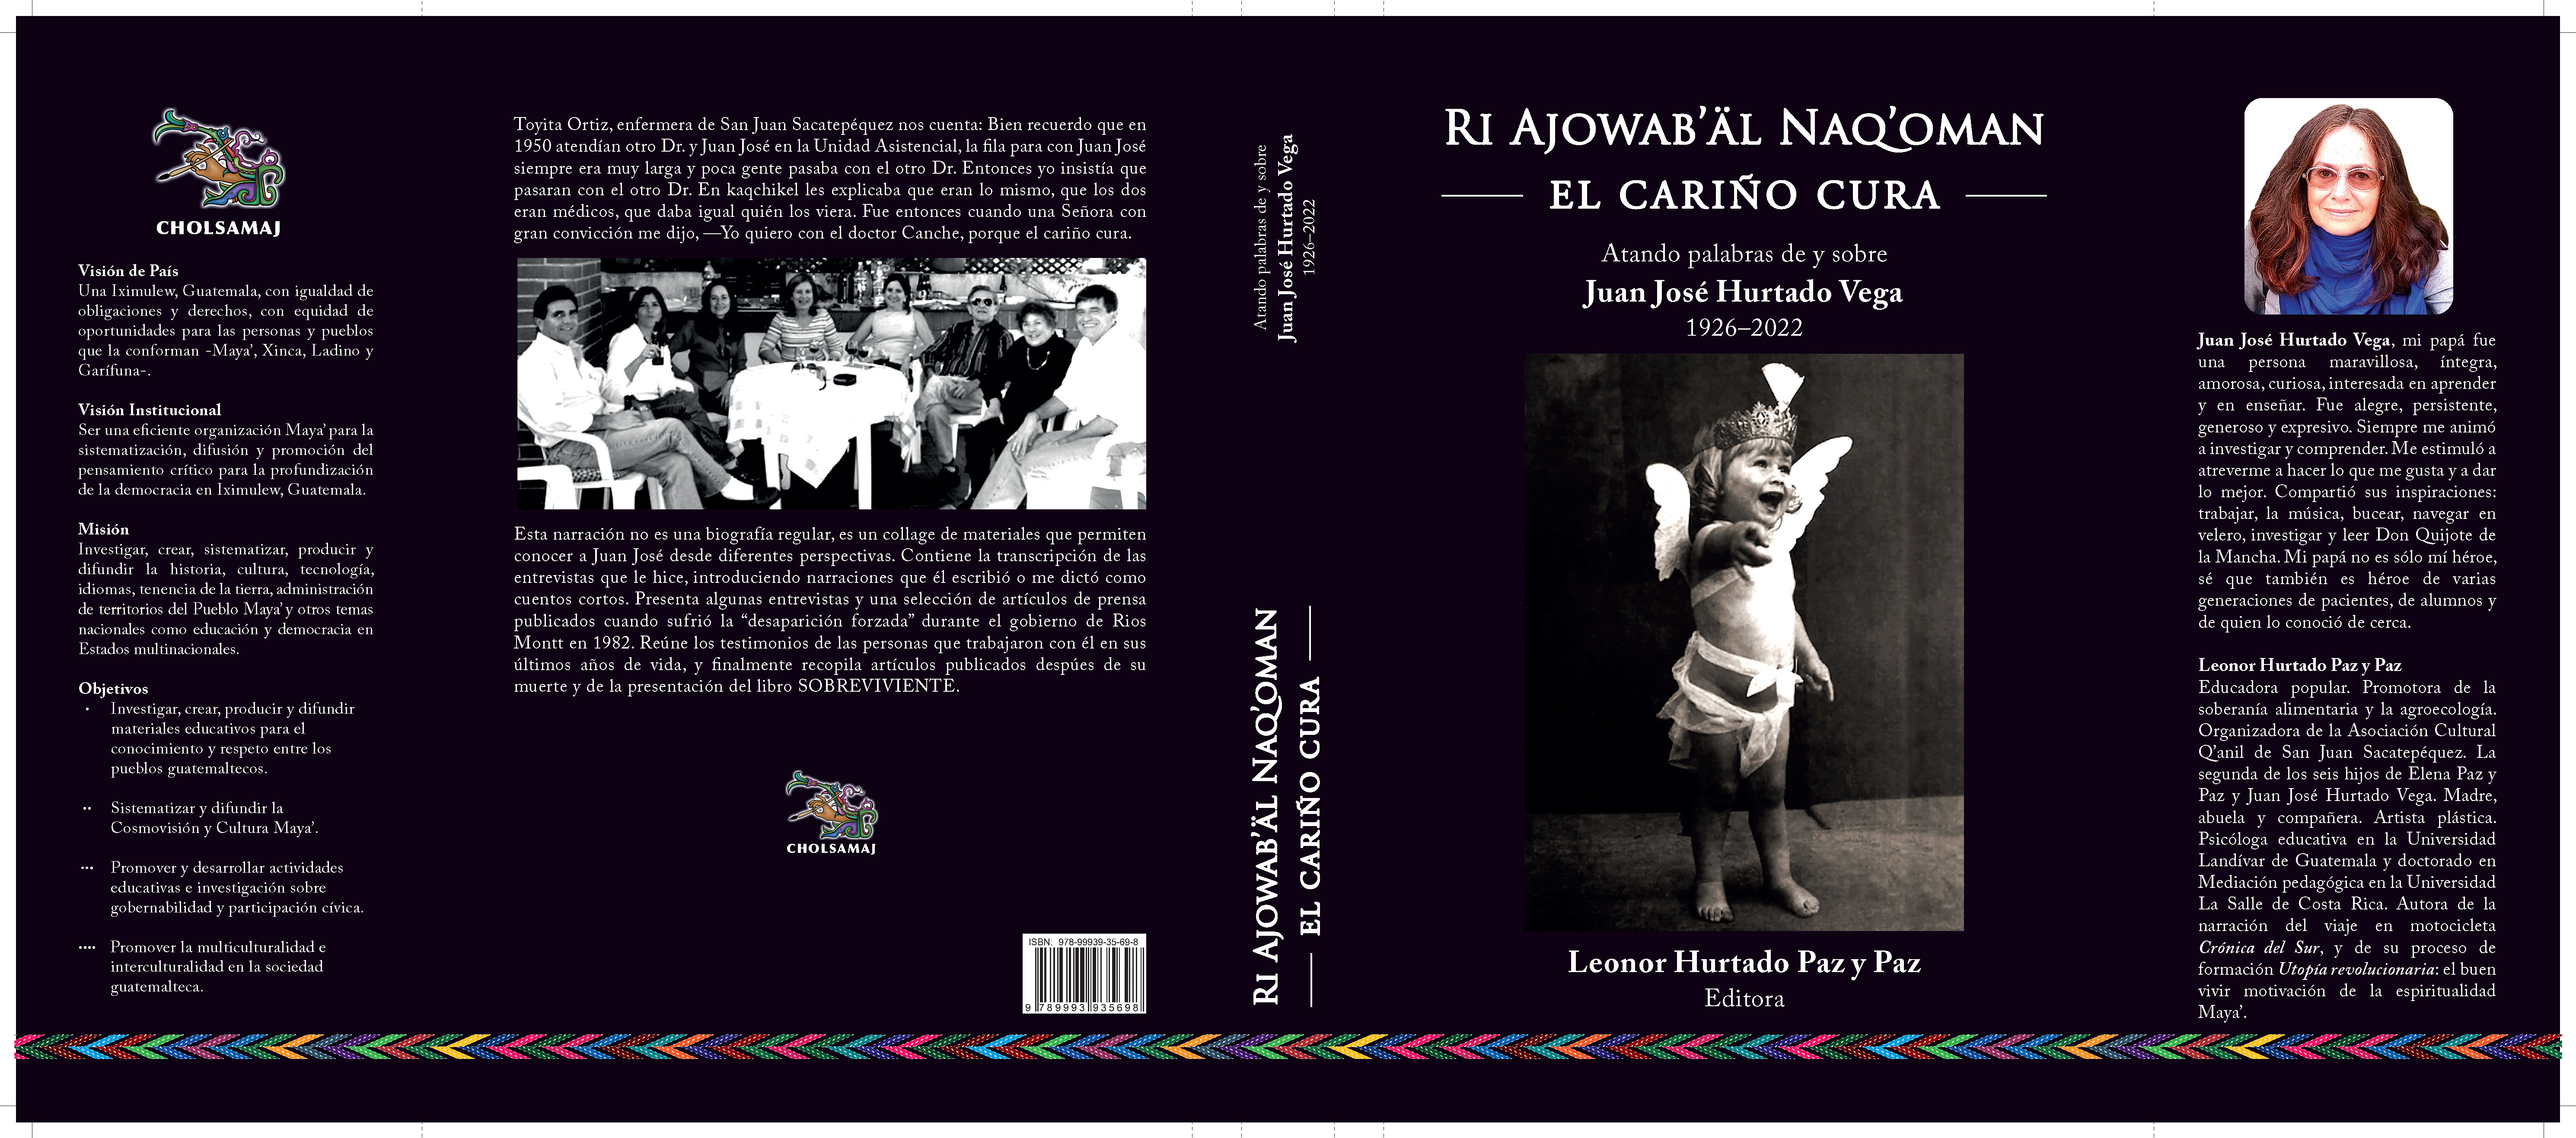 CHOLSAMAJ
Visión de País
Una Iximulew, Guatemala, con igualdad de
obligaciones y derechos, con equidad de
oportunidades para las personas y pueblos
que la conforman -Maya’, Xinca, Ladino y
Garífuna-.
Visión Institucional
Ser una eficiente organización Maya’ para la
sistematización, difusión y promoción del
pensamiento crítico para la profundización
de la democracia en Iximulew, Guatemala.
Misión
Investigar, crear, sistematizar, producir y
difundir la historia, cultura, tecnología,
idiomas, tenencia de la tierra, administración
de territorios del Pueblo Maya’ y otros temas
nacionales como educación y democracia en
Estados multinacionales.
Objetivos
• Investigar, crear, producir y difundir
materiales educativos para el
conocimiento y respeto entre los
pueblos guatemaltecos.
•• Sistematizar y difundir la
Cosmovisión y Cultura Maya’.
••• Promover y desarrollar actividades
educativas e investigación sobre
gobernabilidad y participación cívica.
•••• Promover la multiculturalidad e
interculturalidad en la sociedad
guatemalteca.
Toyita Ortiz, enfermera de San Juan Sacatepéquez nos cuenta: Bien recuerdo que en
1950 atendían otro Dr. y Juan José en la Unidad Asistencial, la fila para con Juan José
siempre era muy larga y poca gente pasaba con el otro Dr. Entonces yo insistía que
pasaran con el otro Dr. En kaqchikel les explicaba que eran lo mismo, que los dos
eran médicos, que daba igual quién los viera. Fue entonces cuando una Señora con
gran convicción me dijo, —Yo quiero con el doctor Canche, porque el cariño cura.
Esta narración no es una biografía regular, es un collage de materiales que permiten
conocer a Juan José desde diferentes perspectivas. Contiene la transcripción de las
entrevistas que le hice, introduciendo narraciones que él escribió o me dictó como
cuentos cortos. Presenta algunas entrevistas y una selección de artículos de prensa
publicados cuando sufrió la “desaparición forzada” durante el gobierno de Rios
Montt en 1982. Reúne los testimonios de las personas que trabajaron con él en sus
últimos años de vida, y finalmente recopila artículos publicados despúes de su
muerte y de la presentación del libro SOBREVIVIENTE.
CHOLSAMAJ
ISBN: 978-99939-35-69-8
9 789993 935698
Atando palabras de y sobre
Juan José Hurtado Vega
1926–2022
RI AJOWAB’ÄL NAQ’OMAN
EL CARIÑO CURA
RI AJOWAB’ÄL NAQ’OMAN
EL CARIÑO CURA
Atando palabras de y sobre
Juan José Hurtado Vega
1926–2022
Leonor Hurtado Paz y Paz
Editora
Juan José Hurtado Vega, mi papá fue
una persona maravillosa, íntegra,
amorosa, curiosa, interesada en aprender
y en enseñar. Fue alegre, persistente,
generoso y expresivo. Siempre me animó
a investigar y comprender. Me estimuló a
atreverme a hacer lo que me gusta y a dar
lo mejor. Compartió sus inspiraciones:
trabajar, la música, bucear, navegar en
velero, investigar y leer Don Quijote de
la Mancha. Mi papá no es sólo mí héroe,
sé que también es héroe de varias
generaciones de pacientes, de alumnos y
de quien lo conoció de cerca.
Leonor Hurtado Paz y Paz
Educadora popular. Promotora de la
soberanía alimentaria y la agroecología.
Organizadora de la Asociación Cultural
Q’anil de San Juan Sacatepéquez. La
segunda de los seis hijos de Elena Paz y
Paz y Juan José Hurtado Vega. Madre,
abuela y compañera. Artista plástica.
Psicóloga educativa en la Universidad
Landívar de Guatemala y doctorado en
Mediación pedagógica en la Universidad
La Salle de Costa Rica. Autora de la
narración del viaje en motocicleta
Crónica del Sur, y de su proceso de
formación Utopía revolucionaria: el buen
vivir motivación de la espiritualidad
Maya’.